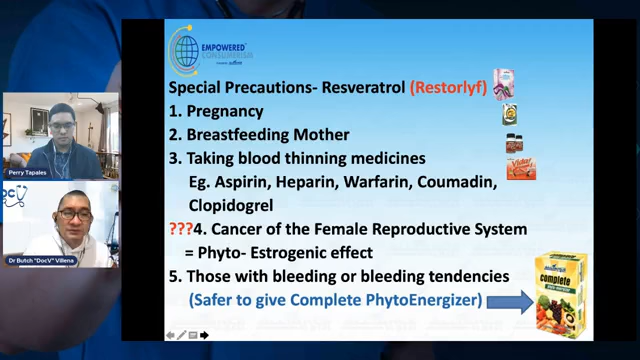 EMPOWERED
CONSUMERISM
Special Precautions- Resveratrol (Restorlyf)
1. Pregnancy
2. Breastfeeding Mother
3. Taking blood thinning medicines
Eg. Aspirin, Heparin, Warfarin, Coumadin,
Clopidogrel
???4. Cancer of the Female Reproductive System
= Phyto- Estrogenic effect
5. Those with bleeding or bleeding tendencies
(Safer to give Complete PhytoEnergizer)
complete
Perry Tapales
Dr Butch "DocV" Villena